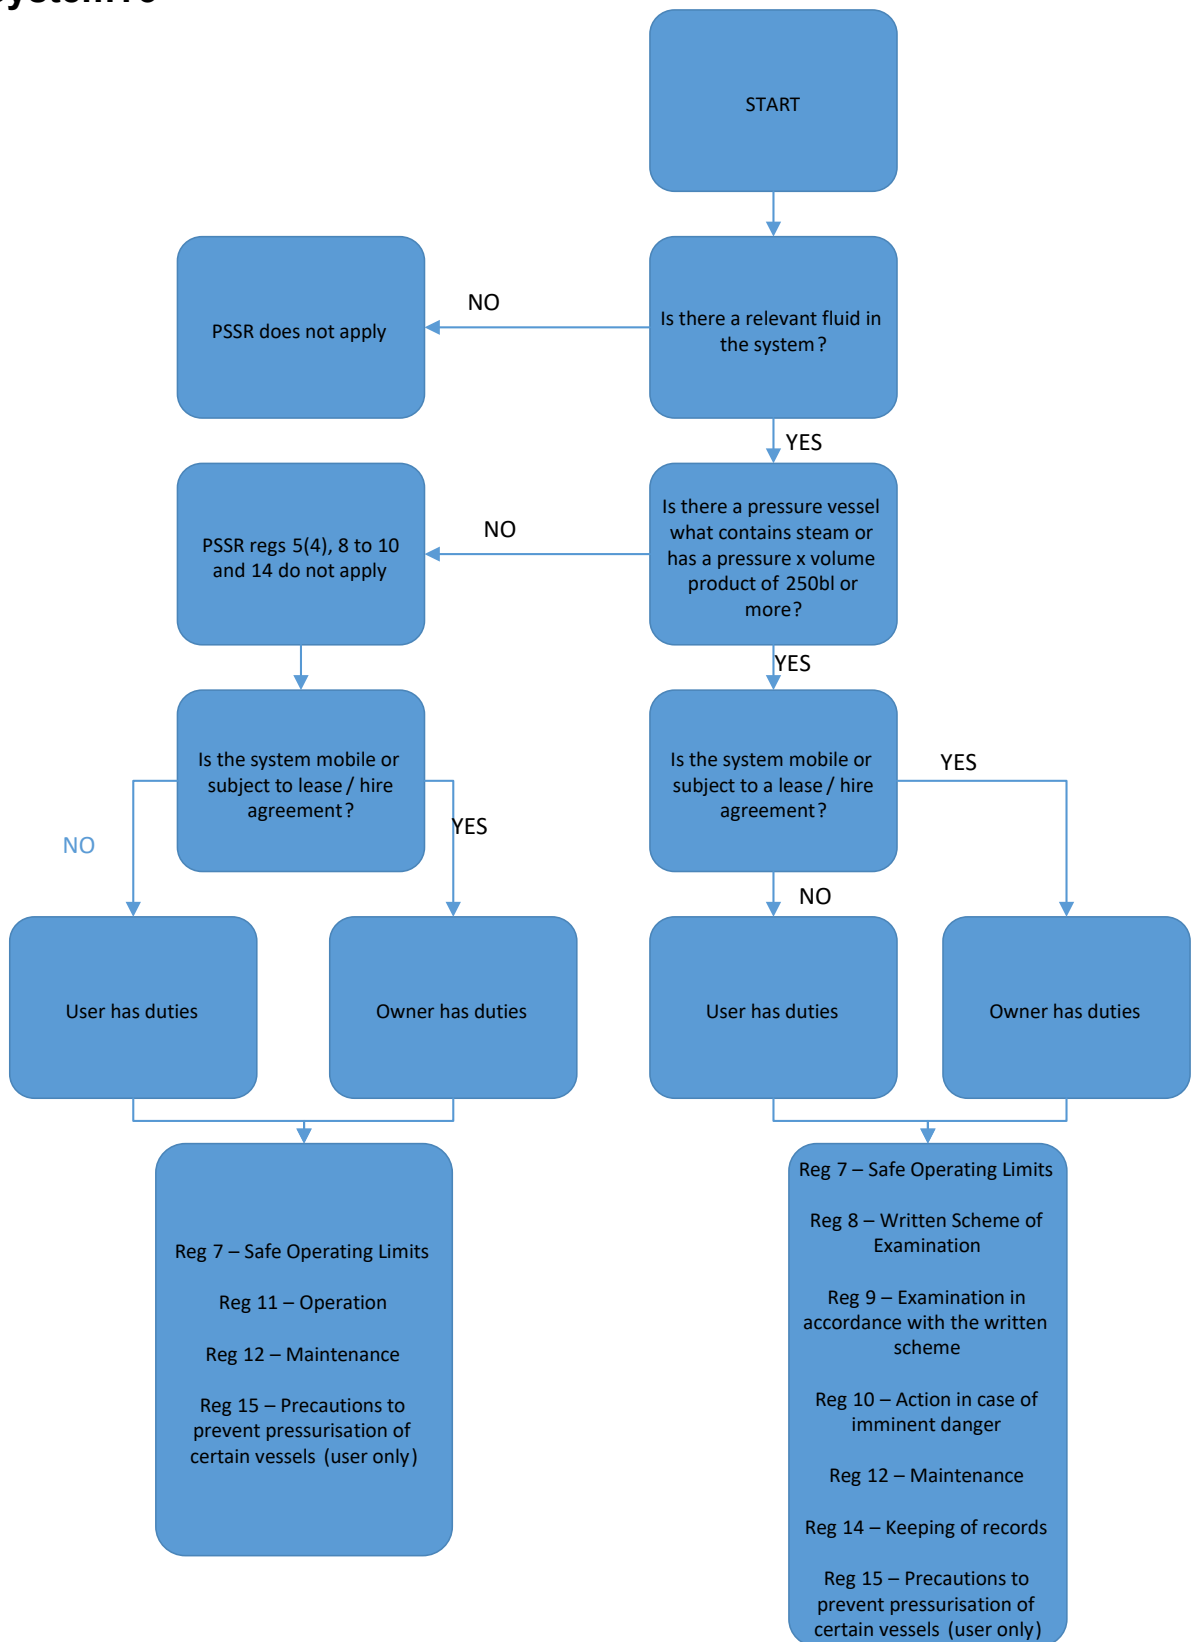 START
NO
PSSR does not apply
Is there a relevant fluid in
the system?
YES
Is there a pressure vessel
what contains steam or
has a pressure x volume
product of 250bl or
more?
NO
PSSR regs 5(4), 8 to 10
and 14 do not apply
YES
Is the system mobile or
subject to lease / hire
agreement?
Is the system mobile or
subject to a lease / hire
agreement?
YES
NO
YES
NO
User has duties
Owner has duties
User has duties
Owner has duties
Reg 7 – Safe Operating Limits
Reg 11 – Operation
Reg 12 – Maintenance
Reg 15 – Precautions to
prevent pressurisation of
certain vessels (user only)
Reg 7 – Safe Operating Limits
Reg 8 – Written Scheme of
Examination
Reg 9 – Examination in
accordance with the written
scheme
Reg 10 – Action in case of
imminent danger
Reg 12 – Maintenance
Reg 14 – Keeping of records
Reg 15 – Precautions to
prevent pressurisation of
certain vessels (user only)